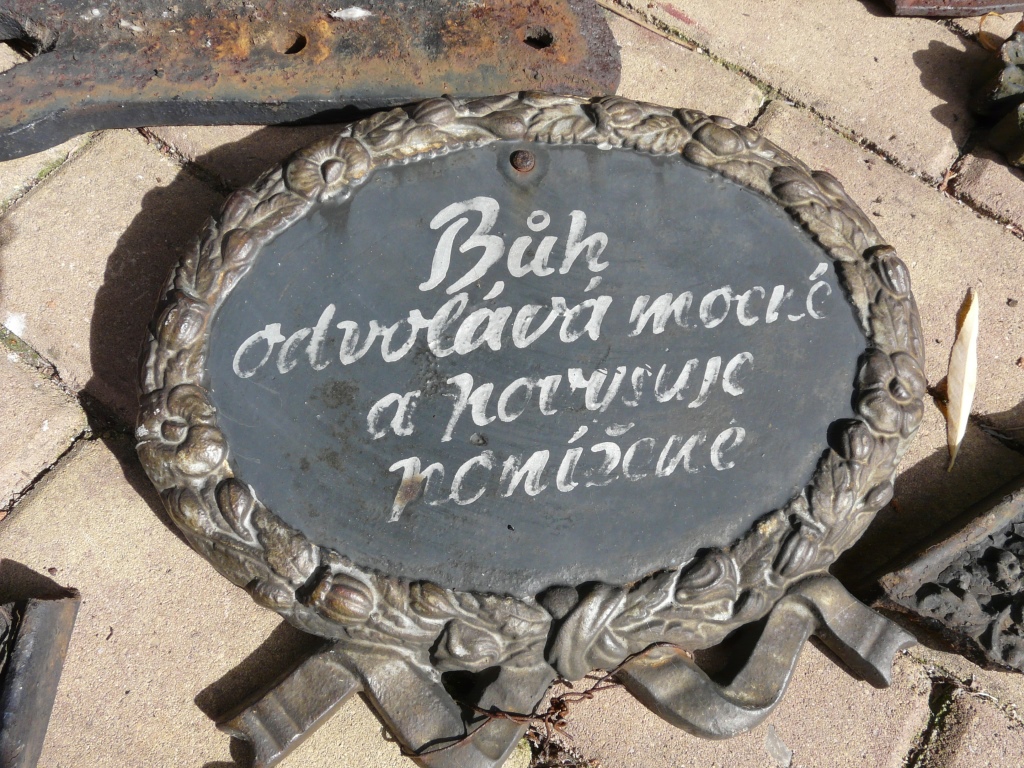 Bůh
odvolává mocné
a povyšuje
ponížené